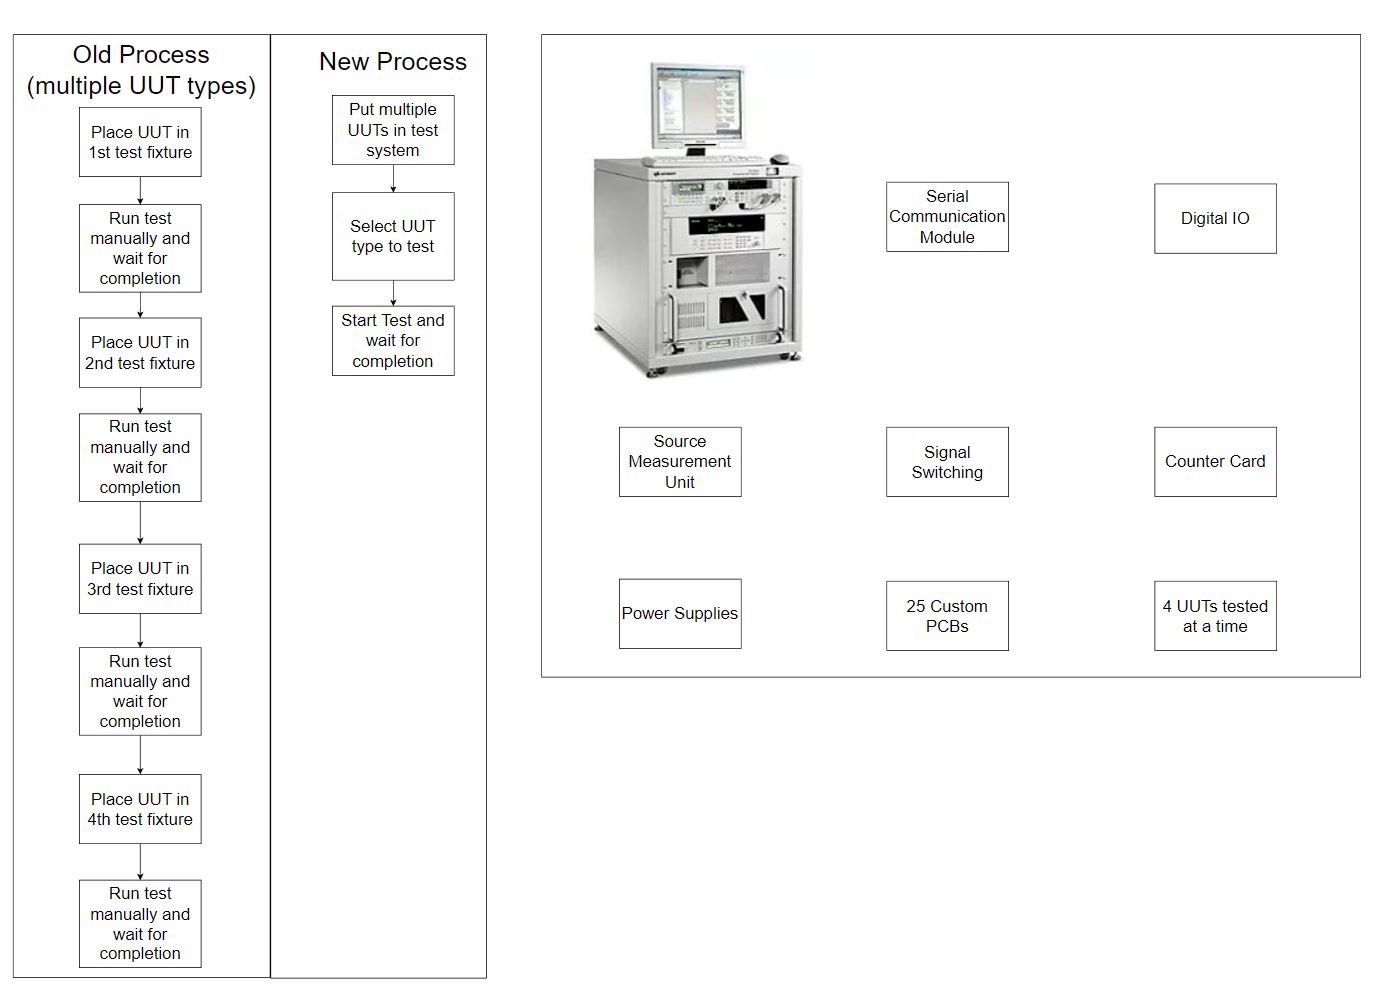 Old Process
(multiple UUT types)
Place UUT in
1st test fixture
Run test
manually and
wait for
completion
Place UUT in
2nd test fixture
Run test
manually and
wait for
completion
Place UUT in
3rd test fixture
Run test
manually and
wait for
completion
Place UUT in
4th test fixture
Run test
manually and
wait for
completion
New Process
Put multiple
UUTs in test
system
Select UUT
type to test
Start Test and
wait for
completion
Serial
Communication
Module
Digital IO
Source
Measurement
Unit
Signal
Switching
Counter Card
Power Supplies
25 Custom
PCBs
4 UUTs tested
at a time